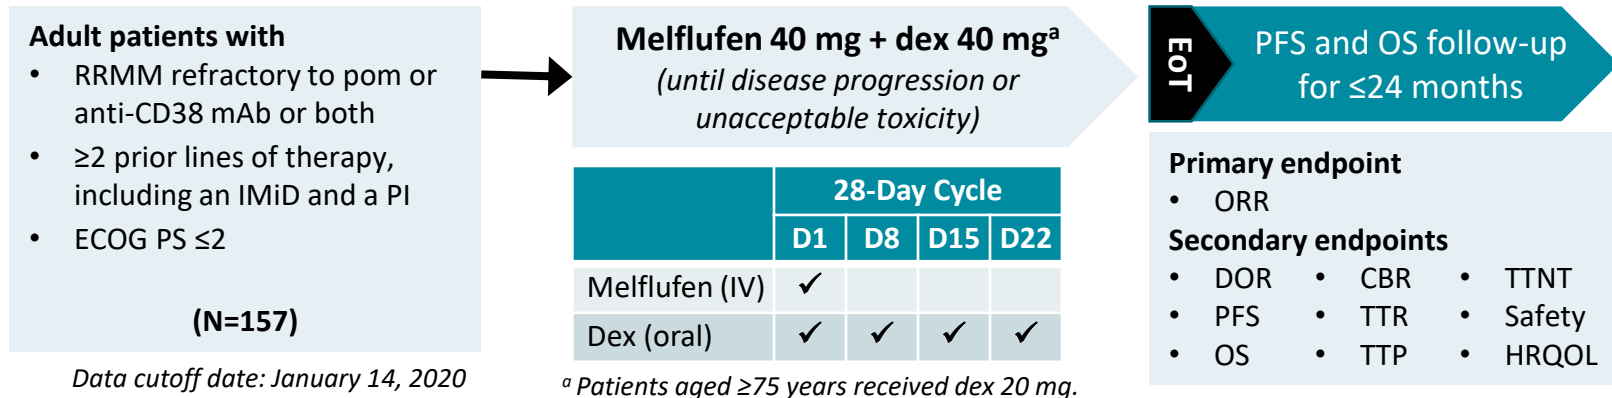 Adult patients with
• RRMM refractory to pom or
anti-CD38 mAb or both
• ≥2 prior lines of therapy,
including an IMiD and a PI
• ECOG PS ≤2
(N=157)
Data cutoff date: January 14, 2020
Melflufen 40 mg + dex 40 mgᵃ
(until disease progression or
unacceptable toxicity)
28-Day Cycle
D1 D8 D15 D22
Melflufen (IV) ✓
Dex (oral) ✓ ✓ ✓ ✓
ᵃ Patients aged ≥75 years received dex 20 mg.
EoT
PFS and OS follow-up
for ≤24 months
Primary endpoint
• ORR
Secondary endpoints
• DOR • CBR • TTNT
• PFS • TTR • Safety
• OS • TTP • HRQOL